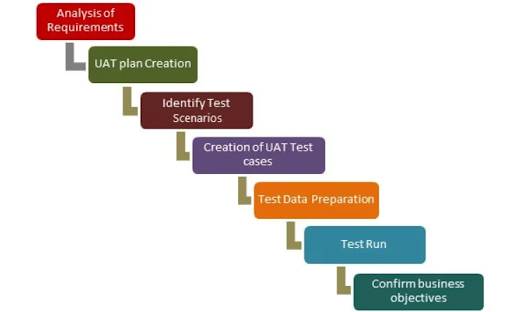 Analysis of
Requirements
UAT plan Creation
Identify Test
Scenarios
Creation of UAT Test
cases
Test Data Preparation
Test Run
Confirm business
objectives